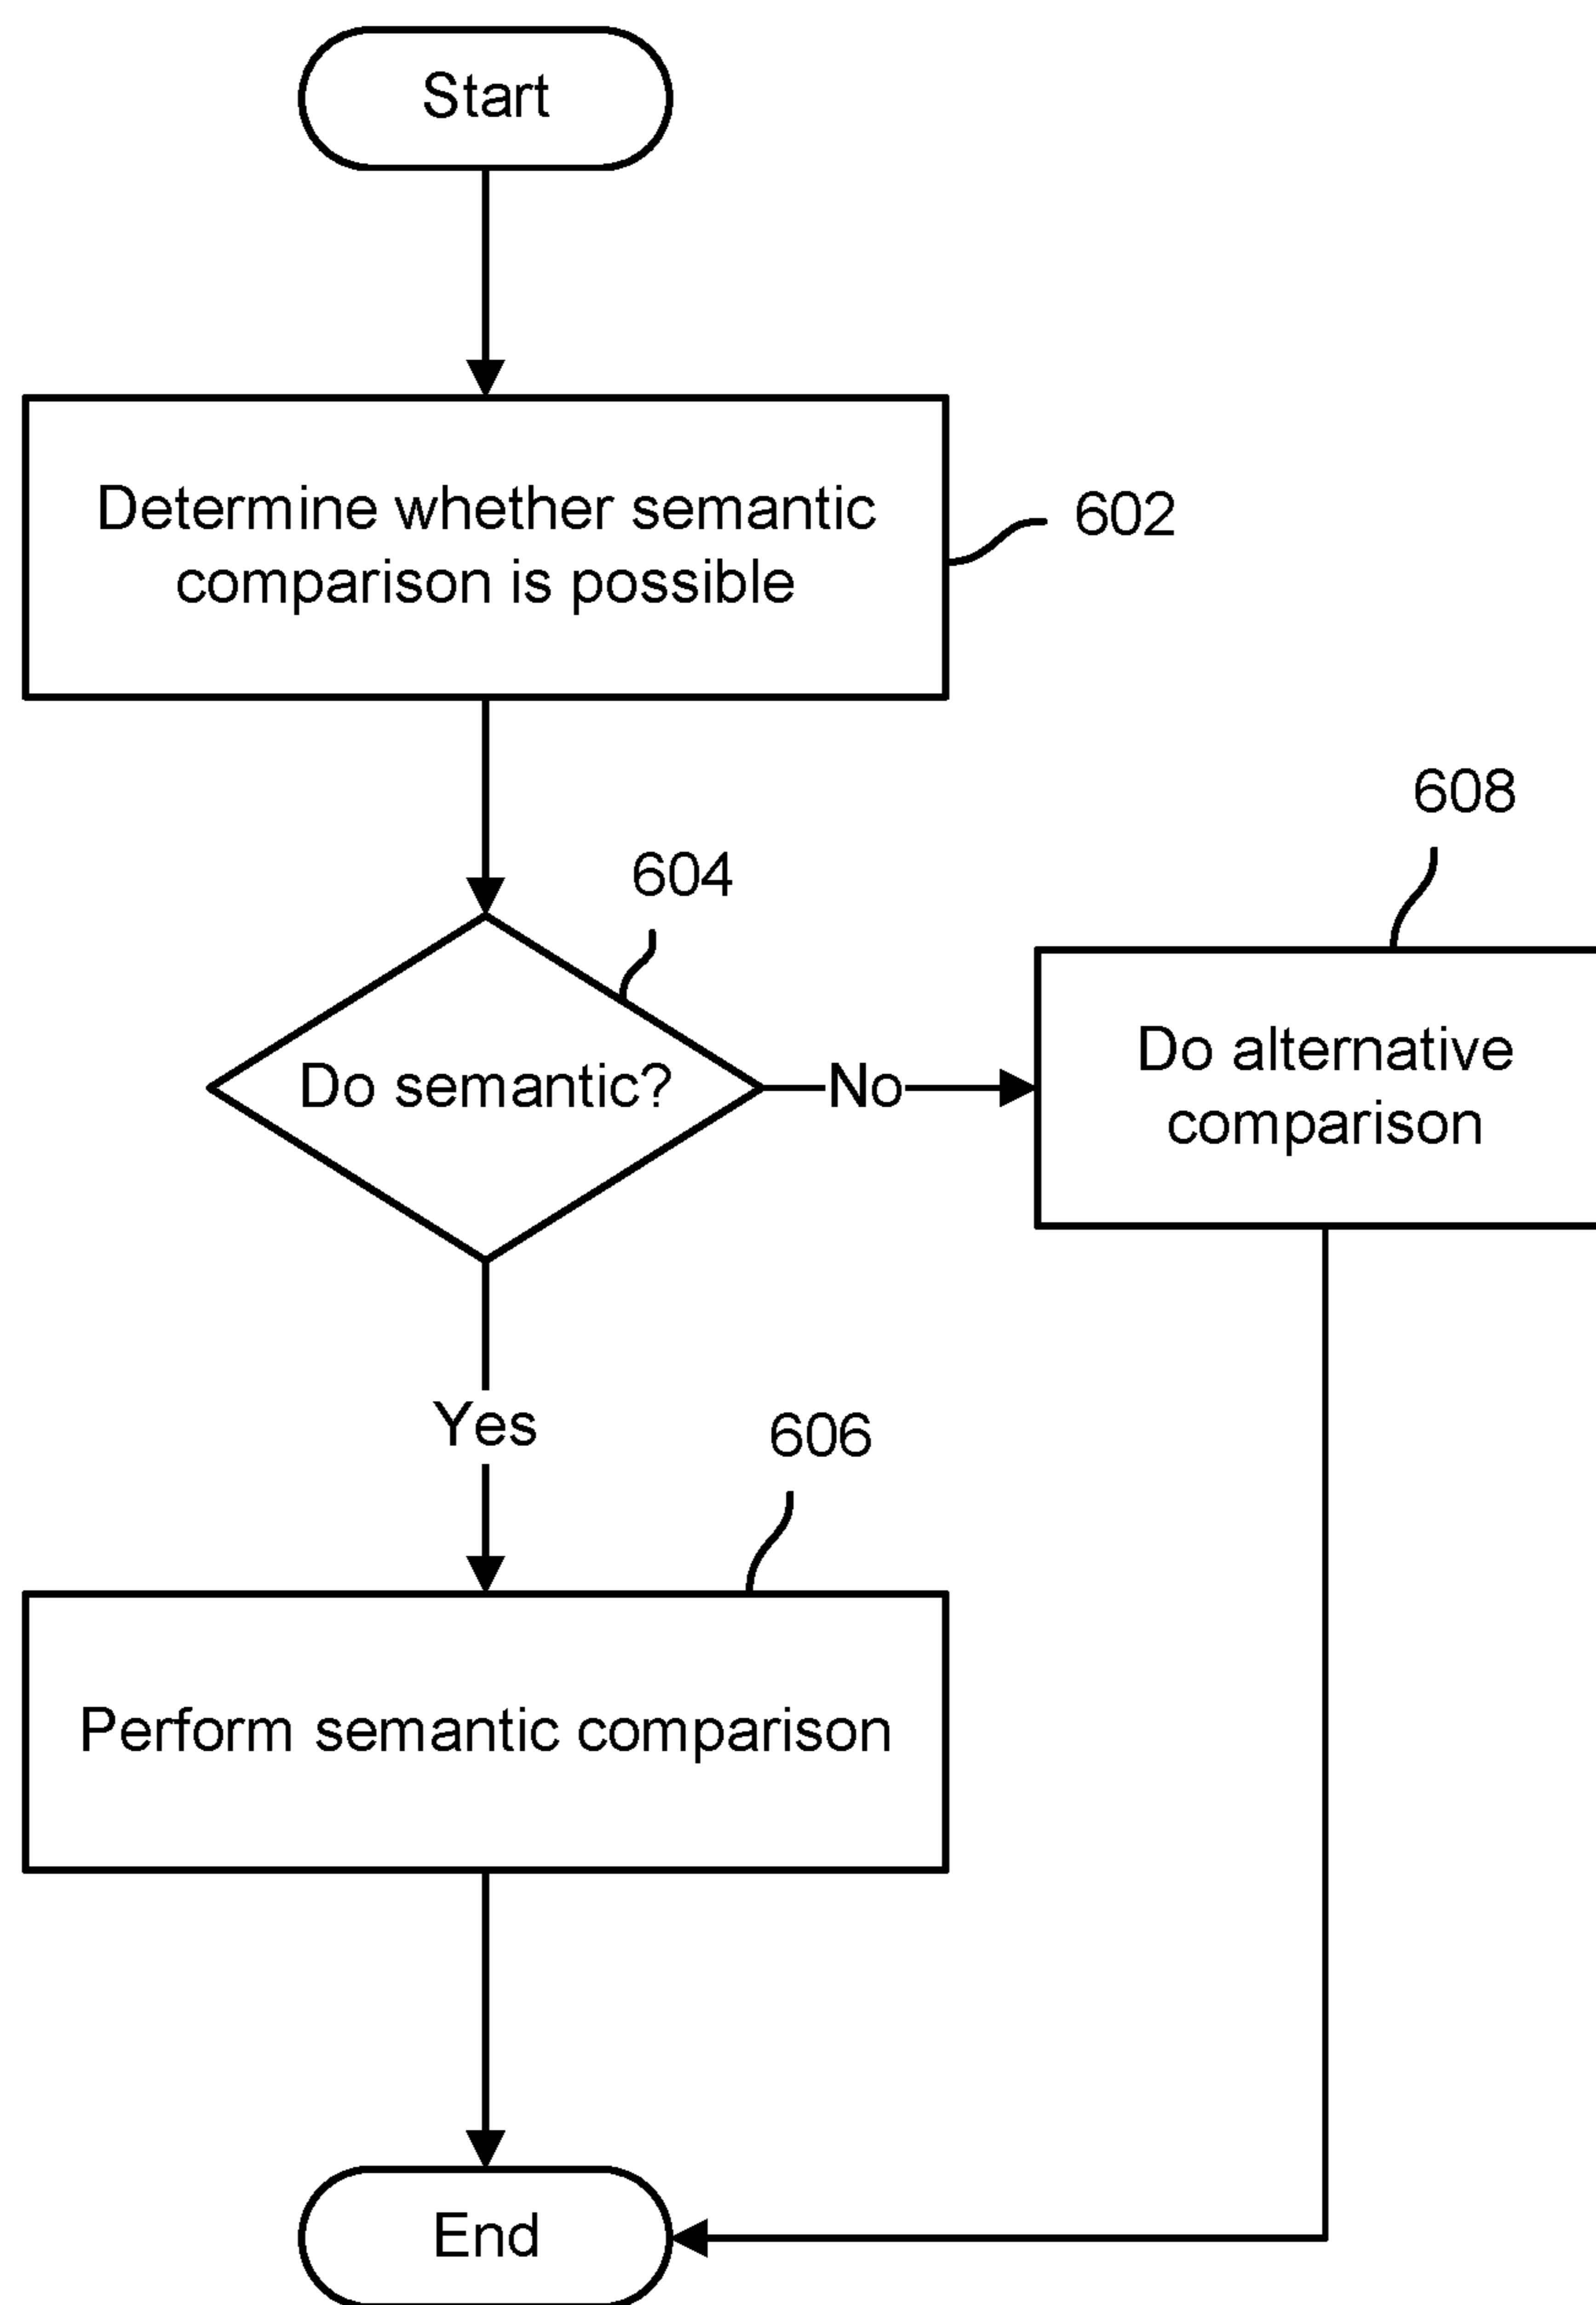 Start
Determine whether semantic
comparison is possible
602
604
608
Do semantic?
No
Do alternative
comparison
Yes
606
Perform semantic comparison
End